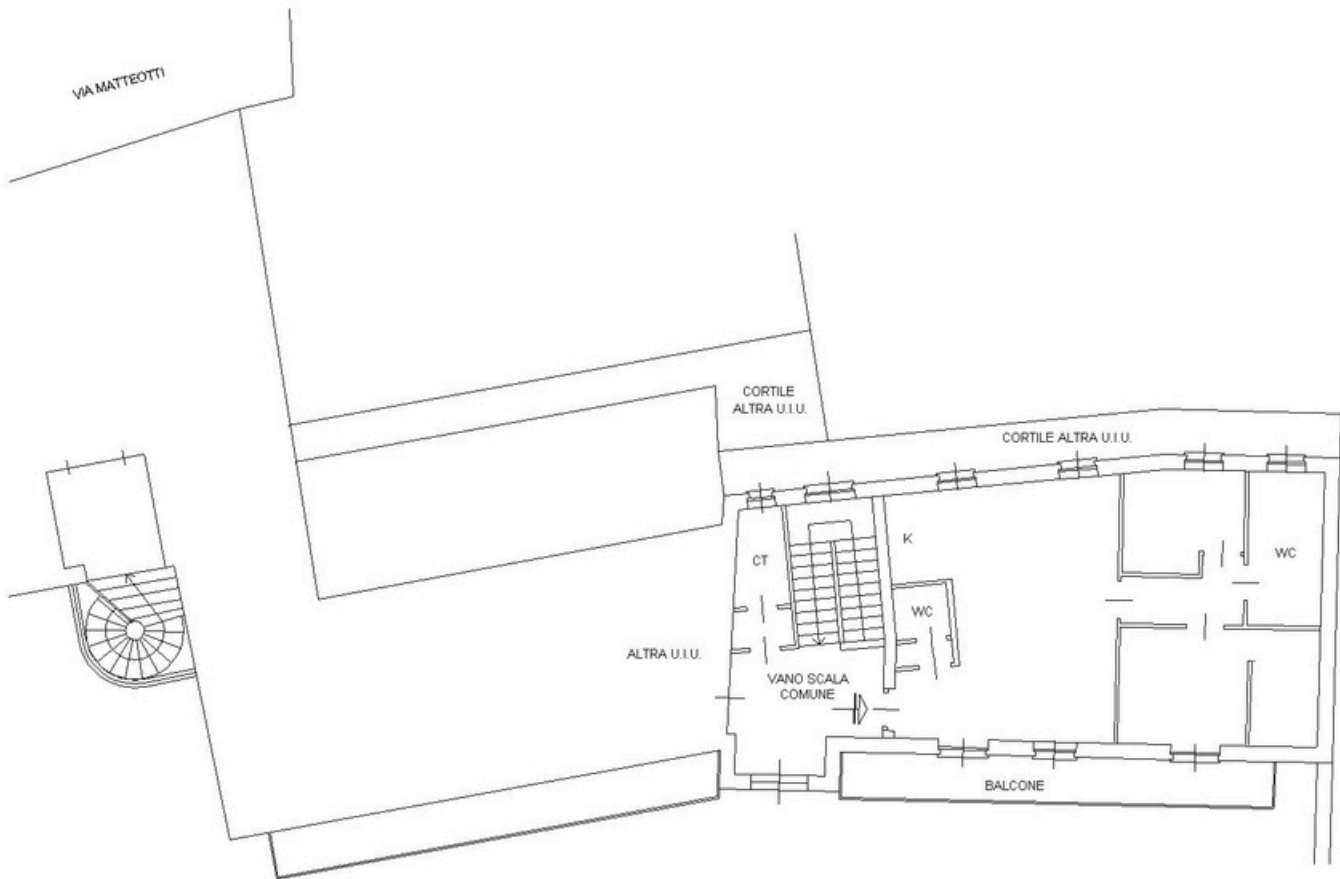 VIA MATTEOTTI
CORTILE
ALTRA U.I.U.
CORTILE ALTRA U.I.U.
K
CT
WC
WC
ALTRA U.I.U.
VANO SCALA
COMUNE
BALCONE